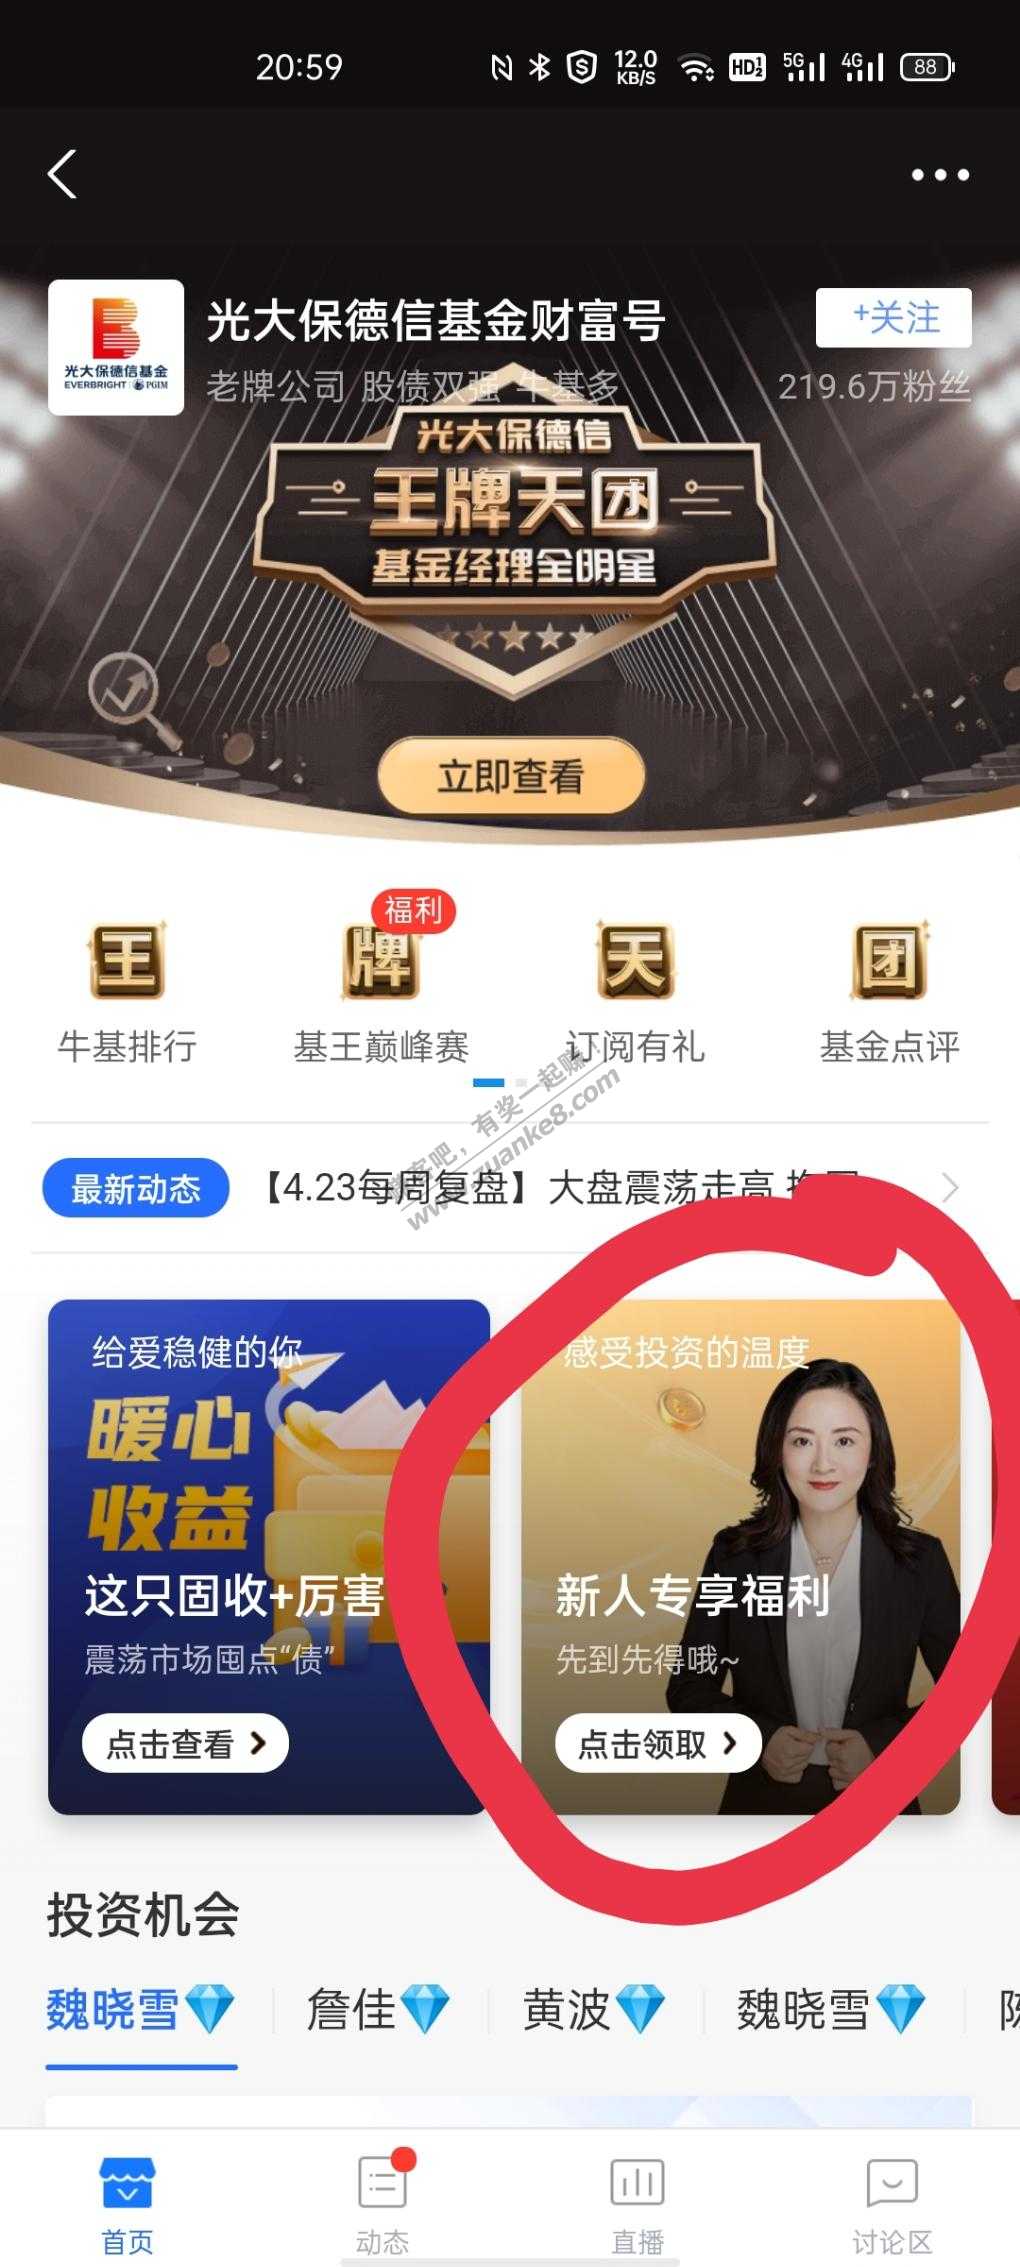 20:59
12.0
KB/S
HD
5G
4G
88
光大保德信基金财富号
+关注
光大保德信基金
EVERBRIGHT PGIM
老牌公司 股债双强 牛基多
219.6万粉丝
光大保德信
王牌天团
基金经理全明星
立即查看
福利
王
牌
天
团
牛基排行
基王巅峰赛
订阅有礼
基金点评
赚客吧，有奖一起赚！
www.zuanke8.com
最新动态
【4.23每周复盘】大盘震荡走高
给爱稳健的你
暖心
收益
这只固收+厉害
震荡市场囤点“债”
点击查看
感受投资的温度
新人专享福利
先到先得哦~
点击领取
投资机会
魏晓雪
詹佳
黄波
魏晓雪
首页
动态
直播
讨论区